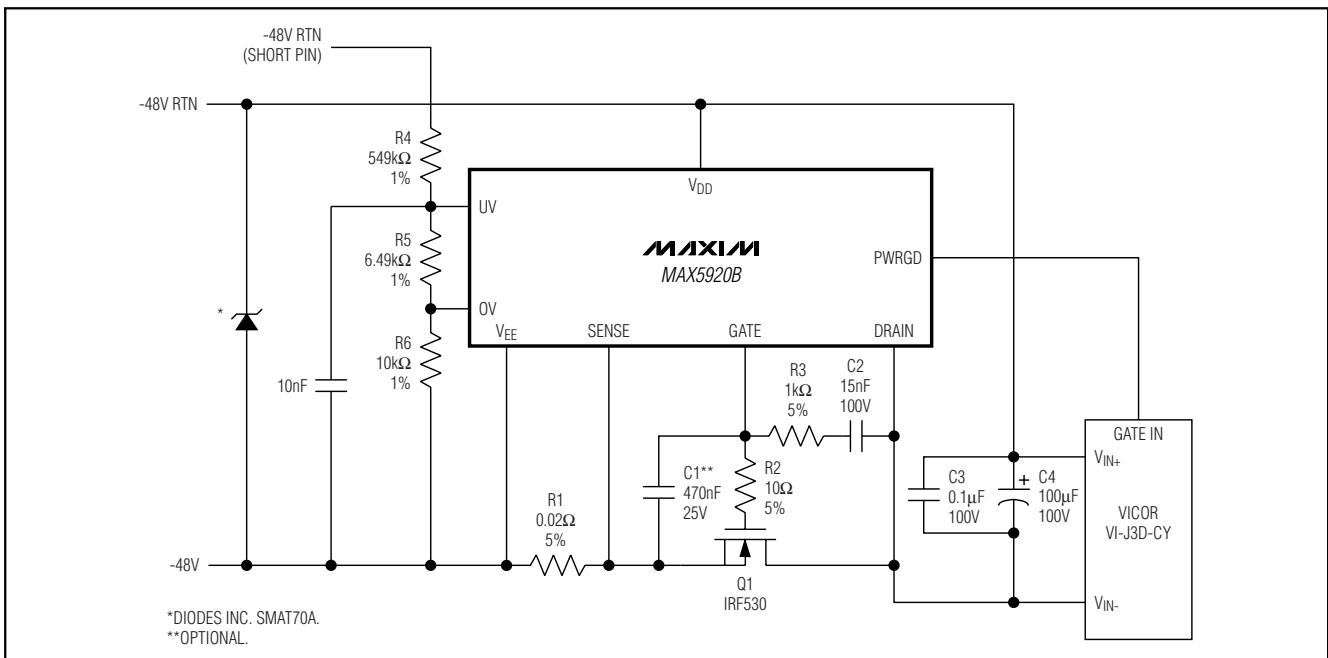 -48V RTN
(SHORT PIN)
-48V RTN
R4
549kΩ
1%
VDD
UV
R5
6.49kΩ
1%
MAXIM
MAX5920B
PWRGD
*
OV
VEE
SENSE
GATE
DRAIN
R6
10kΩ
1%
10nF
R3
1kΩ
5%
C2
15nF
100V
GATE IN
VIN+
C1**
470nF
25V
R2
10Ω
5%
C3
0.1μF
100V
+
C4
100μF
100V
VICOR
VI-J3D-CY
R1
0.02Ω
5%
-48V
Q1
IRF530
VIN-
*DIODES INC. SMAT70A.
**OPTIONAL.